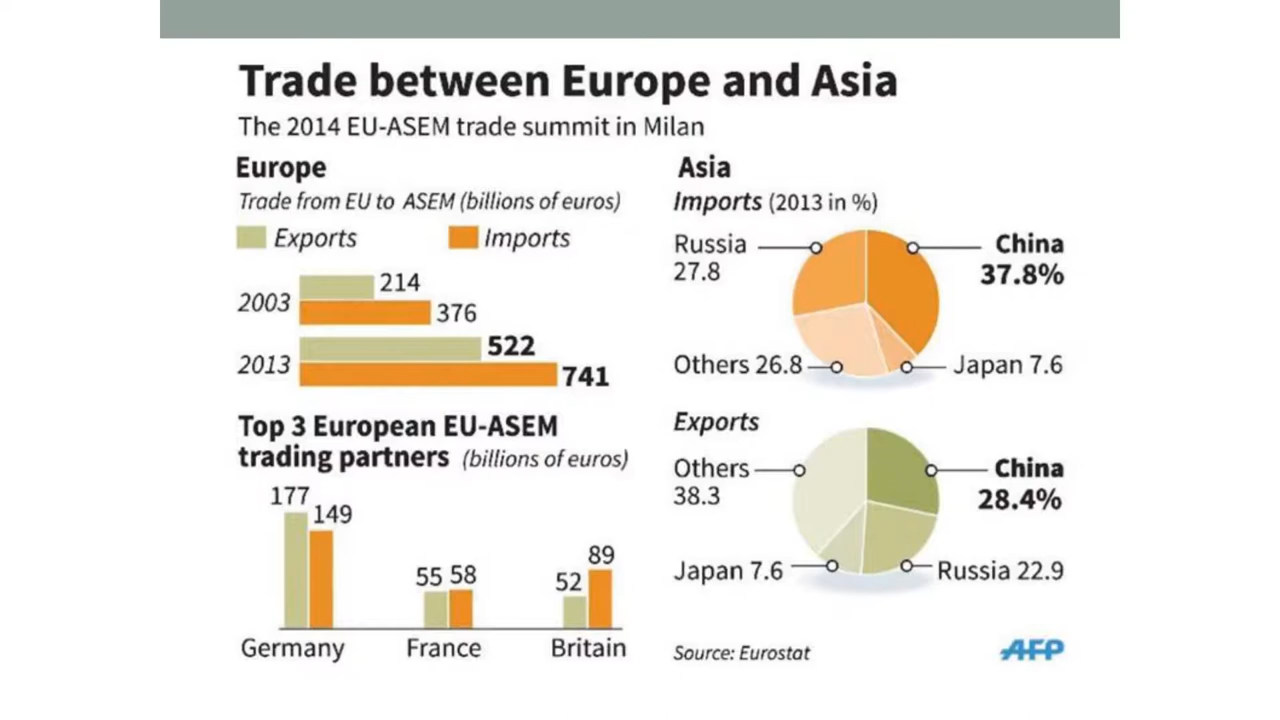 Trade between Europe and Asia
The 2014 EU-ASEM trade summit in Milan
Europe
Trade from EU to ASEM (billions of euros)
Exports Imports
2003
214
376
2013
522
741
Top 3 European EU-ASEM
trading partners (billions of euros)
177
149
55
58
52
89
Germany France Britain
Asia
Imports (2013 in %)
Russia
27.8
China
37.8%
Others 26.8
Japan 7.6
Exports
Others
38.3
China
28.4%
Japan 7.6
Russia 22.9
Source: Eurostat
AFP